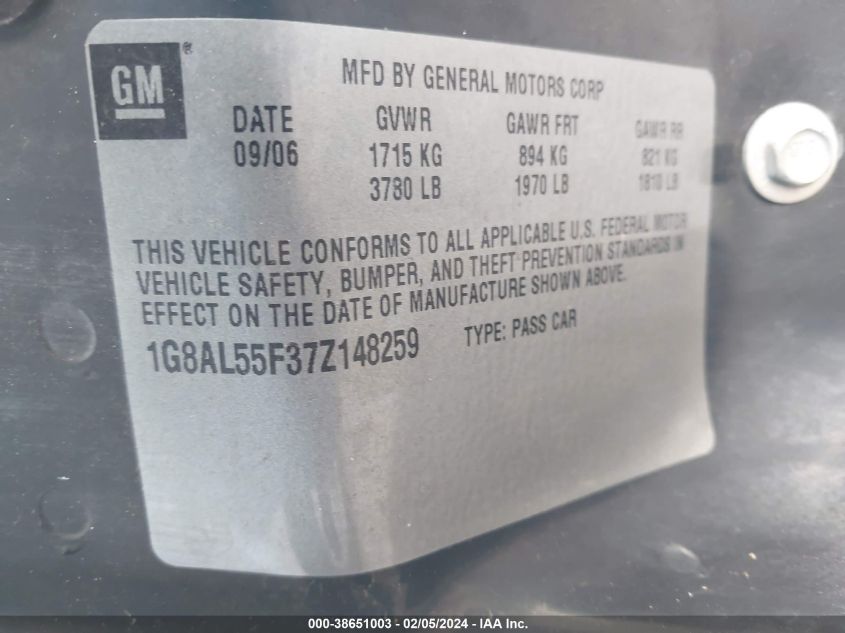 GM ®
MFD BY GENERAL MOTORS CORP
DATE GVWR GAWR FRT GAWR RR
09/06 1715 KG 894 KG 821 KG
3780 LB 1970 LB 1810 LB
THIS VEHICLE CONFORMS TO ALL APPLICABLE U.S. FEDERAL MOTOR
VEHICLE SAFETY, BUMPER, AND THEFT PREVENTION STANDARDS IN
EFFECT ON THE DATE OF MANUFACTURE SHOWN ABOVE.
1G8AL55F37Z148259 TYPE: PASS CAR
000-38651003 - 02/05/2024 - IAA Inc.